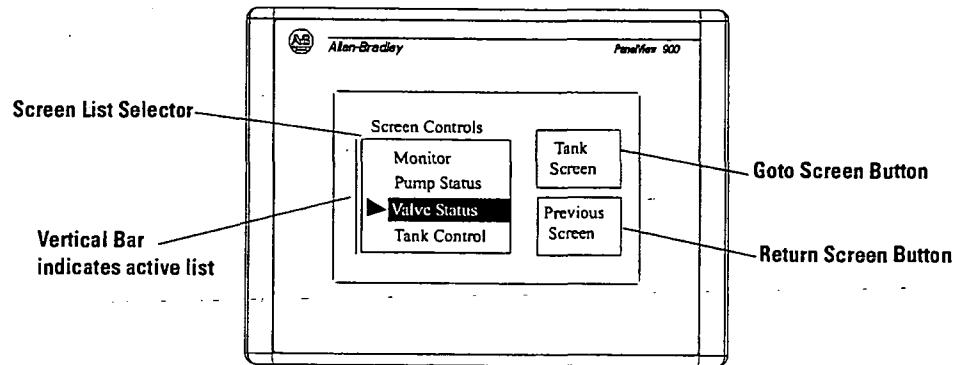 AB
Allen-Bradley
PanelView 900
Screen List Selector
Screen Controls
Monitor
Pump Status
Valve Status
Tank Control
Tank
Screen
Goto Screen Button
Previous
Screen
Return Screen Button
Vertical Bar
indicates active list